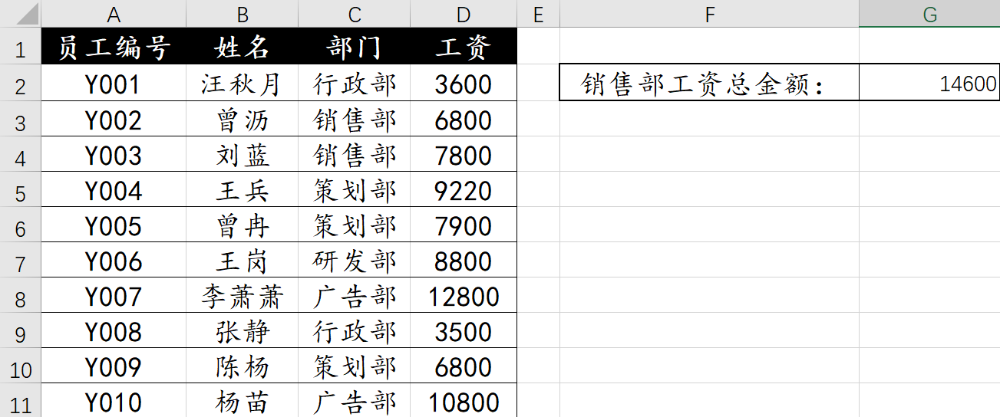 A B C D E F G
1 员工编号 姓名 部门 工资
2 Y001 汪秋月 行政部 3600 销售部工资总金额： 14600
3 Y002 曾沥 销售部 6800
4 Y003 刘蓝 销售部 7800
5 Y004 王兵 策划部 9220
6 Y005 曾冉 策划部 7900
7 Y006 王岗 研发部 8800
8 Y007 李萧萧 广告部 12800
9 Y008 张静 行政部 3500
10 Y009 陈杨 策划部 6800
11 Y010 杨苗 广告部 10800